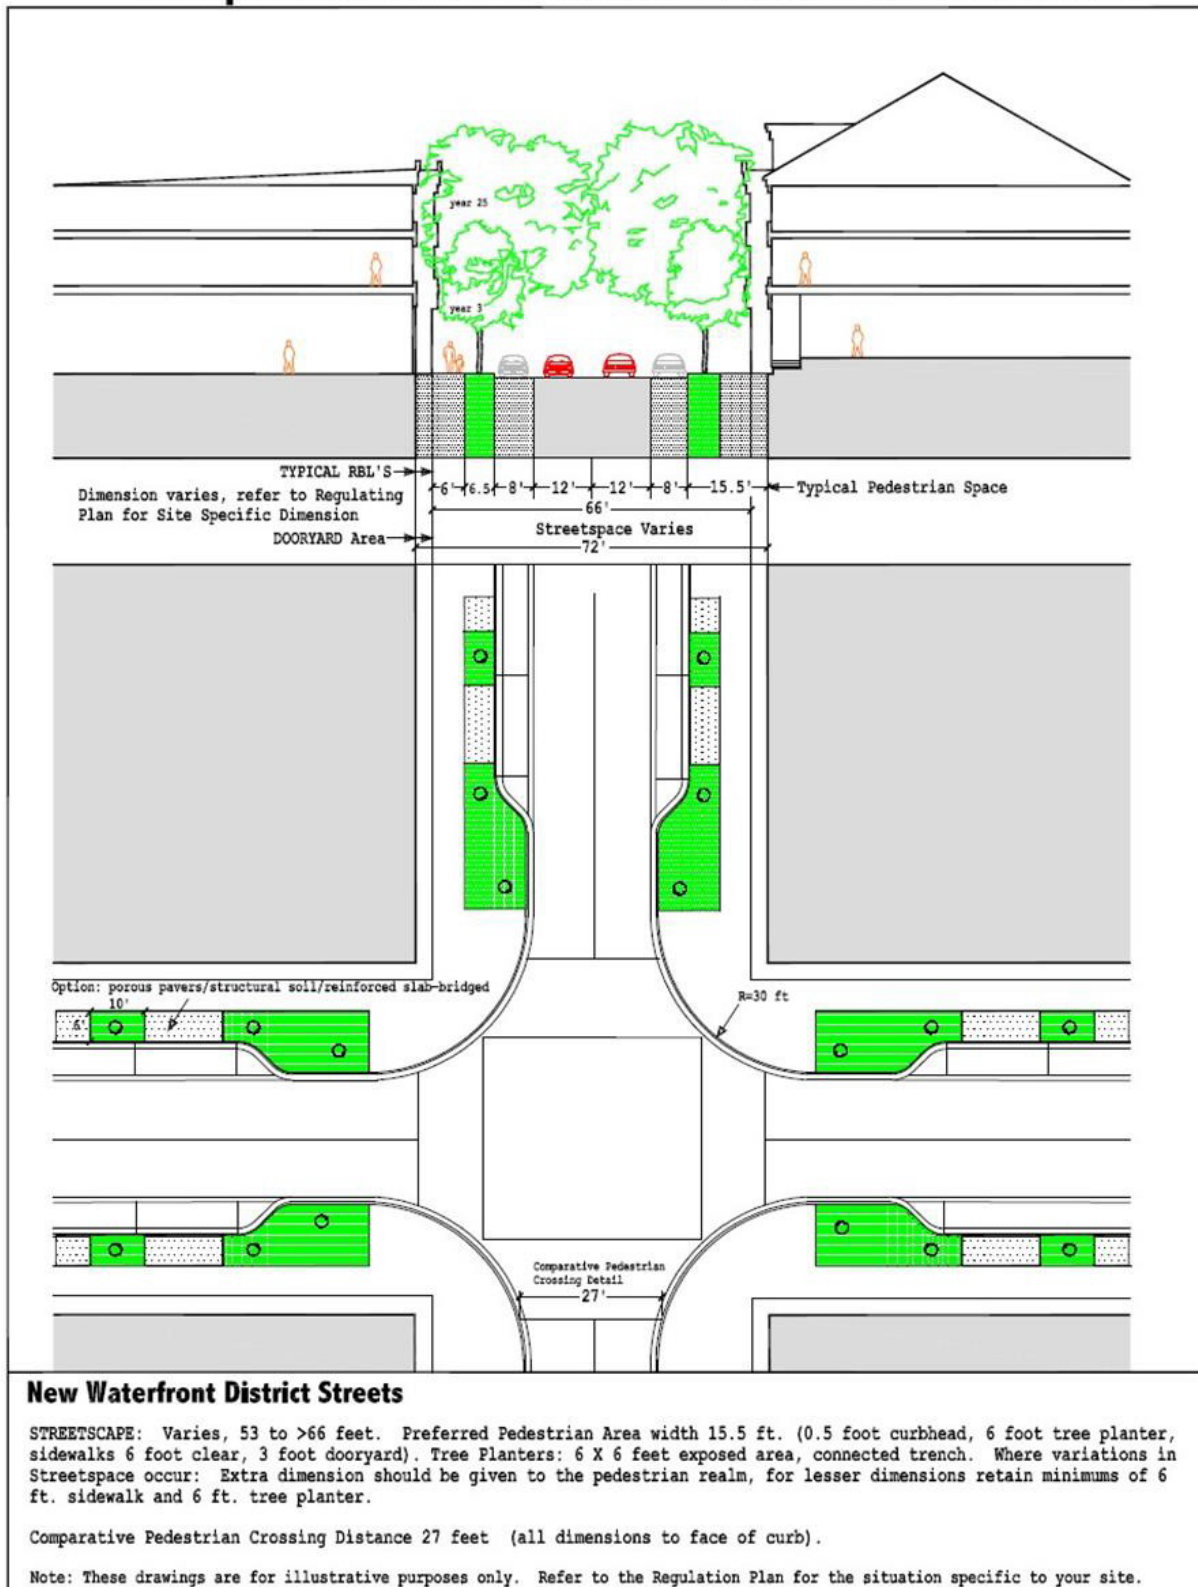 year 25
year 3
TYPICAL RBL'S
6' 6.5 8' 12' 12' 8' 15.5' Typical Pedestrian Space
Dimension varies, refer to Regulating
Plan for Site Specific Dimension
66'
Streetspace Varies
DOORYARD Area
72'
Option: porous pavers/structural soil/reinforced slab-bridged
10'
6'
R=30 ft
Comparative Pedestrian
Crossing Detail
27'
New Waterfront District Streets
STREETSCAPE: Varies, 53 to >66 feet. Preferred Pedestrian Area width 15.5 ft. (0.5 foot curbhead, 6 foot tree planter,
sidewalks 6 foot clear, 3 foot dooryard). Tree Planters: 6 X 6 feet exposed area, connected trench. Where variations in
Streetspace occur: Extra dimension should be given to the pedestrian realm, for lesser dimensions retain minimums of 6
ft. sidewalk and 6 ft. tree planter.
Comparative Pedestrian Crossing Distance 27 feet (all dimensions to face of curb).
Note: These drawings are for illustrative purposes only. Refer to the Regulation Plan for the situation specific to your site.